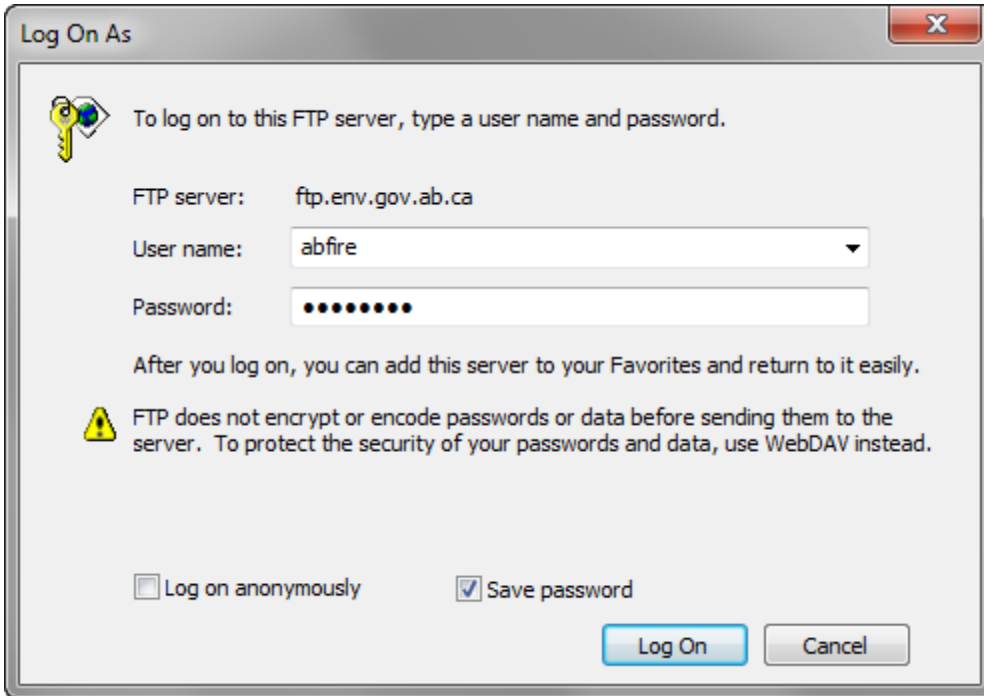 Log On As
To log on to this FTP server, type a user name and password.
FTP server: ftp.env.gov.ab.ca
User name: abfire
Password: ••••••••
After you log on, you can add this server to your Favorites and return to it easily.
FTP does not encrypt or encode passwords or data before sending them to the
server.  To protect the security of your passwords and data, use WebDAV instead.
Log on anonymously Save password
Log On Cancel